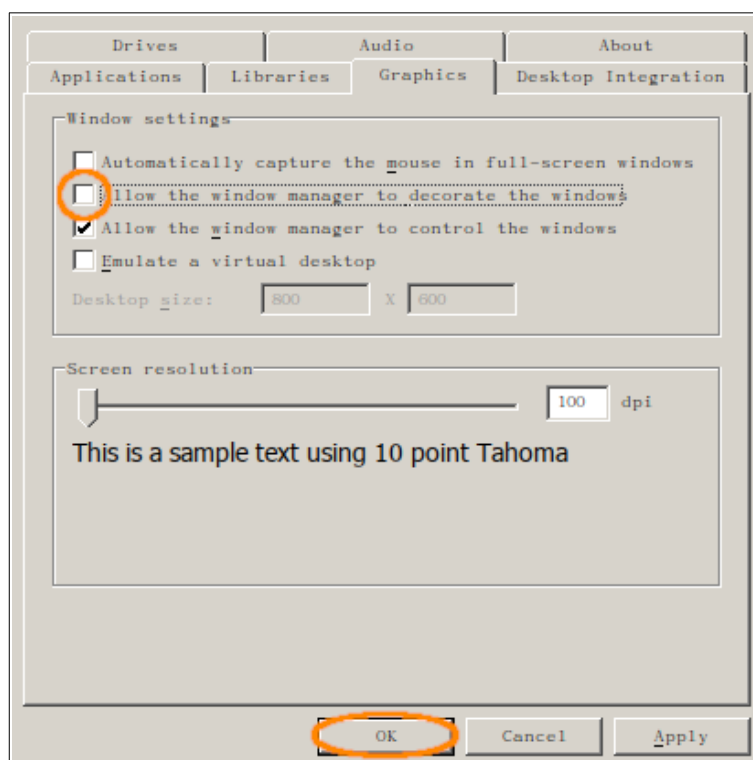 Drives Audio About
Applications Libraries Graphics Desktop Integration
Window settings
Automatically capture the mouse in full-screen windows
Allow the window manager to decorate the windows
Allow the window manager to control the windows
Emulate a virtual desktop
Desktop size: 800 X 600
Screen resolution
100 dpi
This is a sample text using 10 point Tahoma
OK Cancel Apply